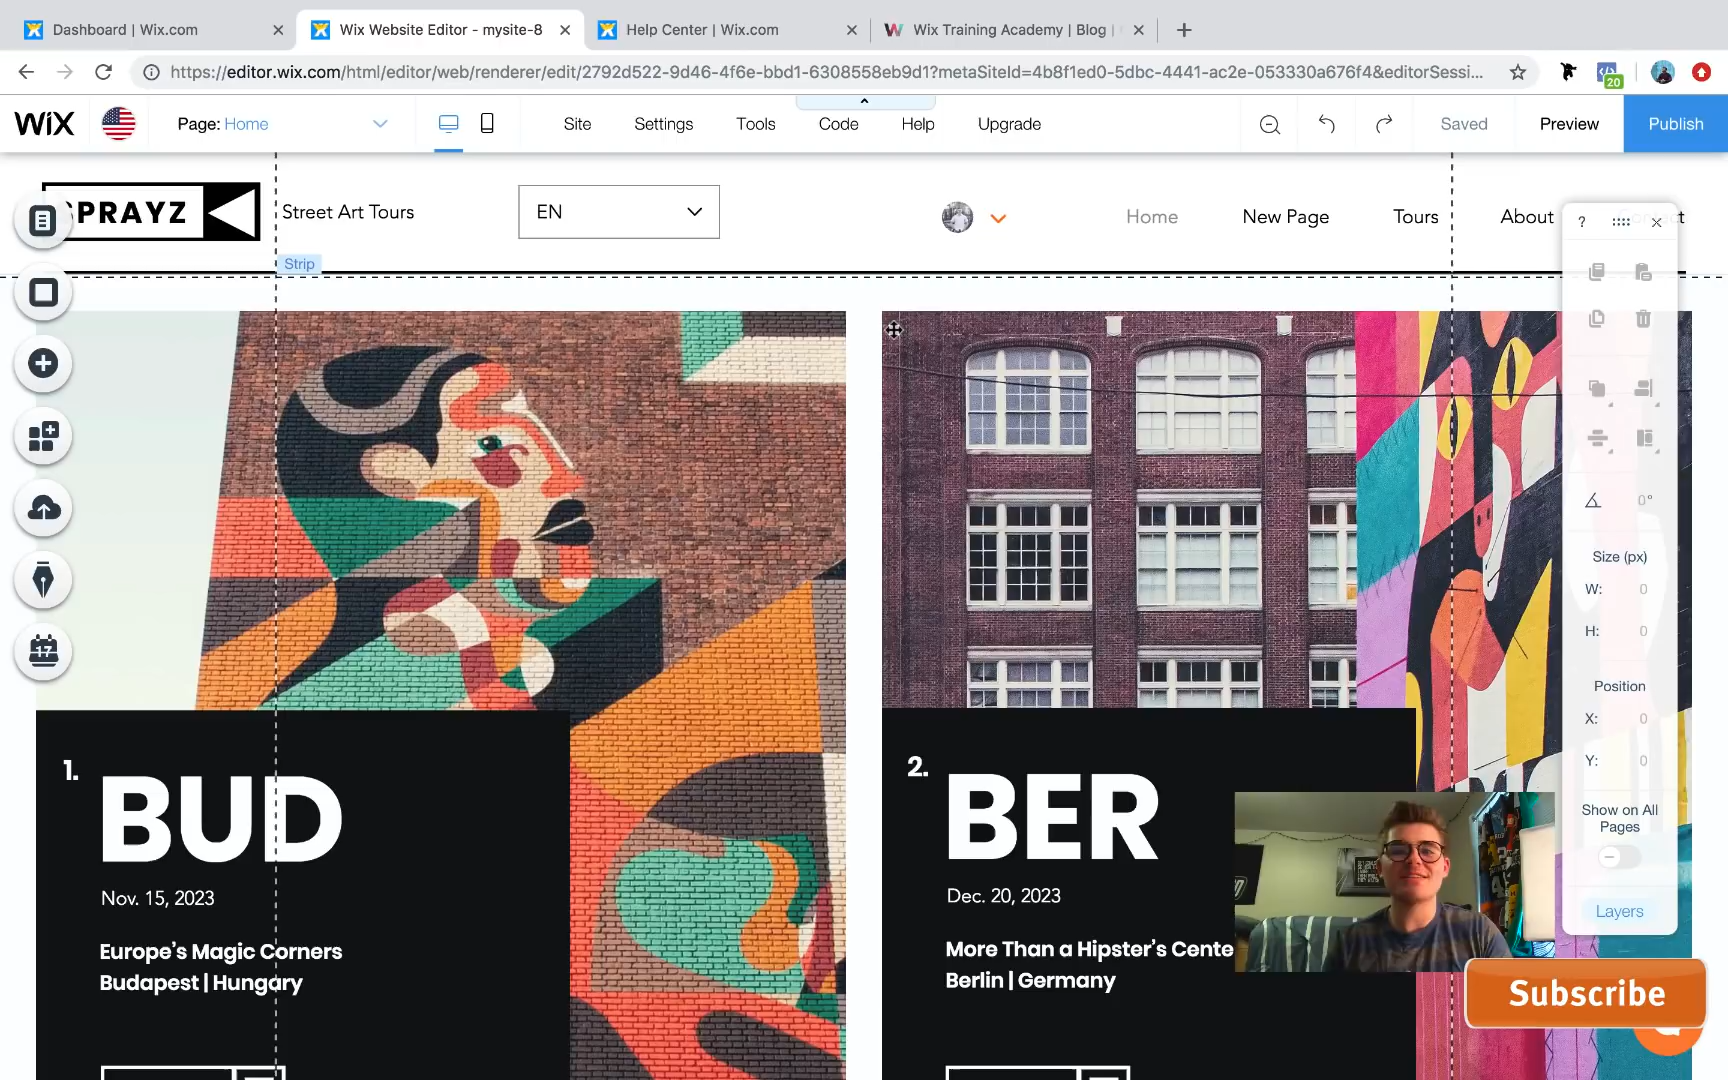 Dashboard | Wix.com
Wix Website Editor - mysite-8
Help Center | Wix.com
Wix Training Academy | Blog |
https://editor.wix.com/html/editor/web/renderer/edit/2792d522-9d46-4f6e-bbd1-6308558eb9d1?metaSiteId=4b8f1ed0-5dbc-4441-ac2e-053330a676f4&editorSessi...
20
WiX
Page: Home
Site
Settings
Tools
Code
Help
Upgrade
Saved
Preview
Publish
SPRAYZ
Street Art Tours
EN
Home
New Page
Tours
About
Strip
?
0°
Size (px)
W: 0
H: 0
Position
X: 0
Y: 0
Show on All
Pages
Layers
17
1.
BUD
Nov. 15, 2023
Europe's Magic Corners
Budapest | Hungary
2.
BER
Dec. 20, 2023
More Than a Hipster's Cente
Berlin | Germany
Subscribe